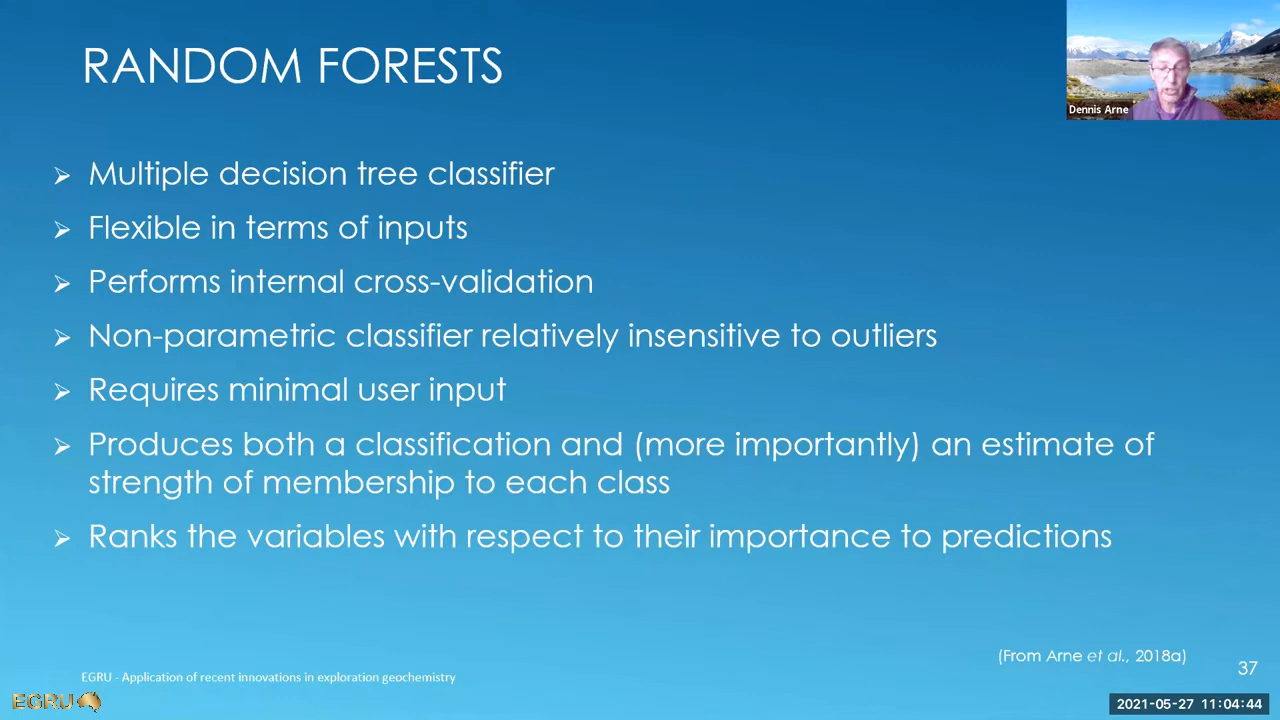 RANDOM FORESTS
Dennis Arne
➢ Multiple decision tree classifier
➢ Flexible in terms of inputs
➢ Performs internal cross-validation
➢ Non-parametric classifier relatively insensitive to outliers
➢ Requires minimal user input
➢ Produces both a classification and (more importantly) an estimate of
strength of membership to each class
➢ Ranks the variables with respect to their importance to predictions
(From Arne et al., 2018a)
37
EGRU - Application of recent innovations in exploration geochemistry
EGRU
2021-05-27 11:04:44